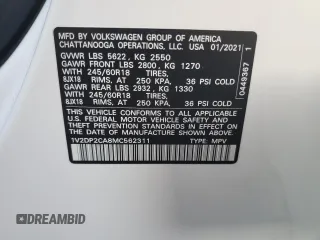 MFD BY VOLKSWAGEN GROUP OF AMERICA
CHATTANOOGA OPERATIONS, LLC. USA 01/2021
GVWR LBS 5622, KG 2550
GAWR FRONT LBS 2800, KG 1270
WITH 245/60R18 TIRES,
8JX18 RIMS, AT 250 KPA, 36 PSI COLD
GAWR REAR LBS 2932, KG 1330
WITH 245/60R18 TIRES,
8JX18 RIMS, AT 250 KPA, 36 PSI COLD
THIS VEHICLE CONFORMS TO ALL APPLICABLE
FEDERAL MOTOR VEHICLE SAFETY STANDARDS IN
EFFECT ON THE DATE OF MANUFACTURE SHOWN ABOVE.
1V2DP2CA8MC562311 TYPE: MPV
0449367 1
DREAMBID